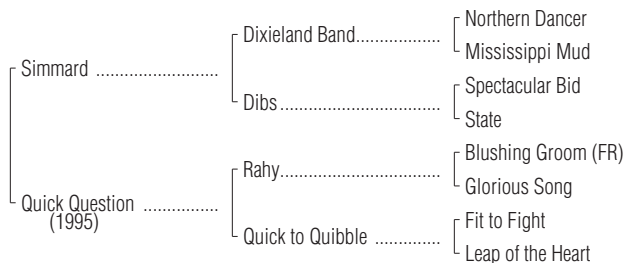 Northern Dancer
Dixieland Band..................
Mississippi Mud
Simmard ..........................
Spectacular Bid
Dibs..................................
State
Blushing Groom (FR)
Rahy..................................
Glorious Song
Quick Question ................
(1995)
Fit to Fight
Quick to Quibble ..............
Leap of the Heart